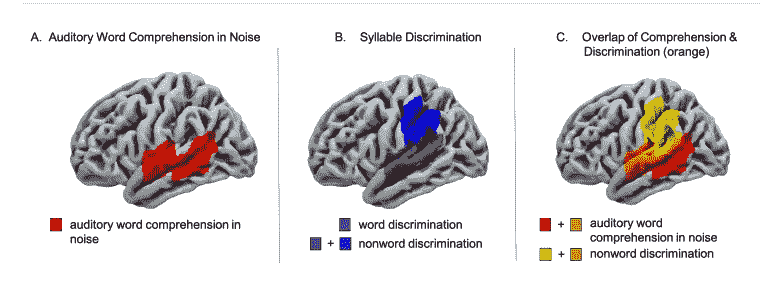 A. Auditory Word Comprehension in Noise
B. Syllable Discrimination
C. Overlap of Comprehension &
Discrimination (orange)
auditory word comprehension in
noise
word discrimination
+ nonword discrimination
+ auditory word
comprehension in noise
+ nonword discrimination